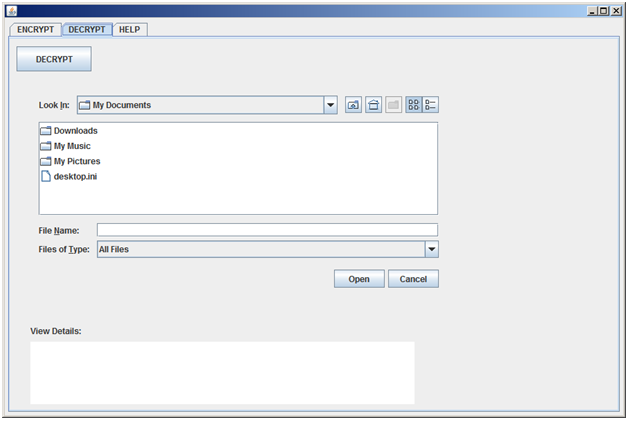 ENCRYPT DECRYPT HELP
DECRYPT
Look In: My Documents
Downloads
My Music
My Pictures
desktop.ini
File Name:
Files of Type: All Files
Open Cancel
View Details: